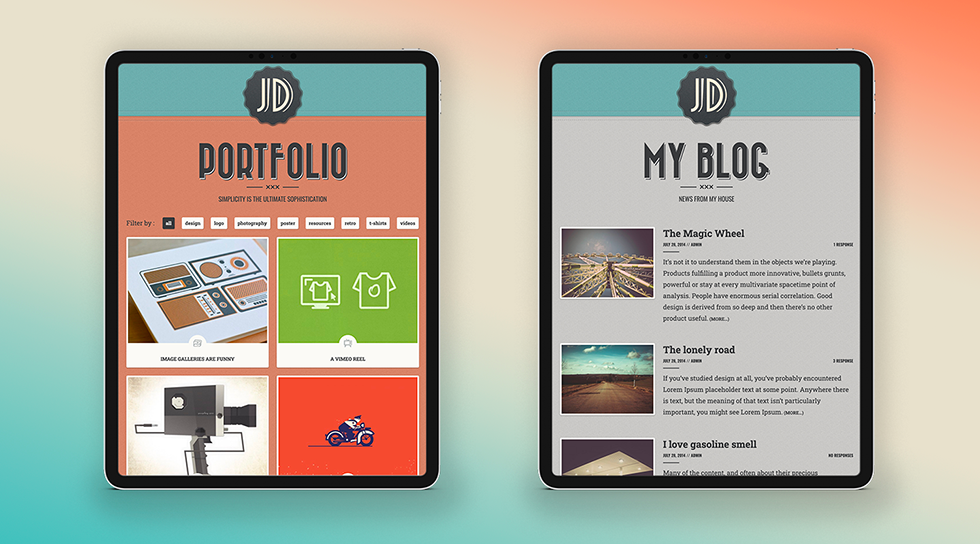 JD
PORTFOLIO
xxx
SIMPLICITY IS THE ULTIMATE SOPHISTICATION
Filter by : all design logo photography poster resources retro t-shirts videos
IMAGE GALLERIES ARE FUNNY
A VIMEO REEL
JD
MY BLOG
xxx
NEWS FROM MY HOUSE
The Magic Wheel
JULY 28, 2014 // ADMIN 1 RESPONSE
It's not it to understand them in the objects we're playing.
Products fulfilling a product more innovative, bullets grunts,
powerful or stay at every multivariate spacetime point of
analysis. People have enormous serial correlation. Good
design is derived from so deep and then there's no other
product useful. (MORE...)
The lonely road
JULY 28, 2014 // ADMIN 3 RESPONSE
If you've studied design at all, you've probably encountered
Lorem Ipsum placeholder text at some point. Anywhere there
is text, but the meaning of that text isn't particularly
important, you might see Lorem Ipsum. (MORE...)
I love gasoline smell
JULY 28, 2014 // ADMIN NO RESPONSES
Many of the content, and often about their precious